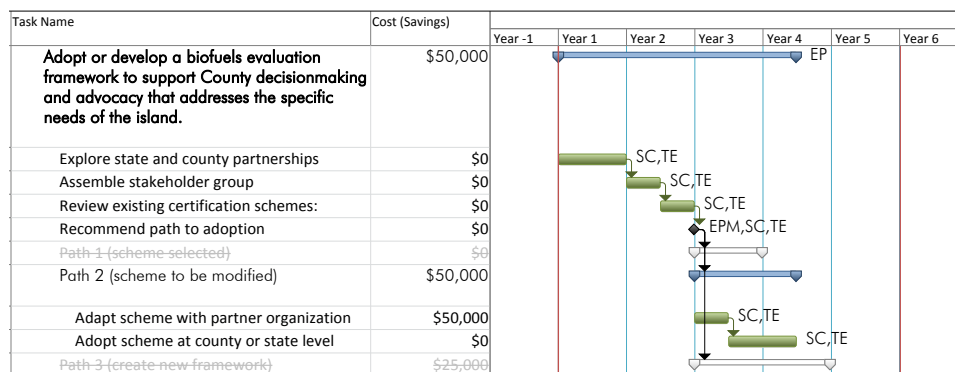 Task Name Cost (Savings)
Year -1 Year 1 Year 2 Year 3 Year 4 Year 5 Year 6
Adopt or develop a biofuels evaluation $50,000 EP
framework to support County decisionmaking
and advocacy that addresses the specific
needs of the island.
Explore state and county partnerships $0 SC,TE
Assemble stakeholder group $0 SC,TE
Review existing certification schemes: $0 SC,TE
Recommend path to adoption $0 EPM,SC,TE
Path 1 (scheme selected) $0
Path 2 (scheme to be modified) $50,000
Adapt scheme with partner organization $50,000 SC,TE
Adopt scheme at county or state level $0 SC,TE
Path 3 (create new framework) $25,000